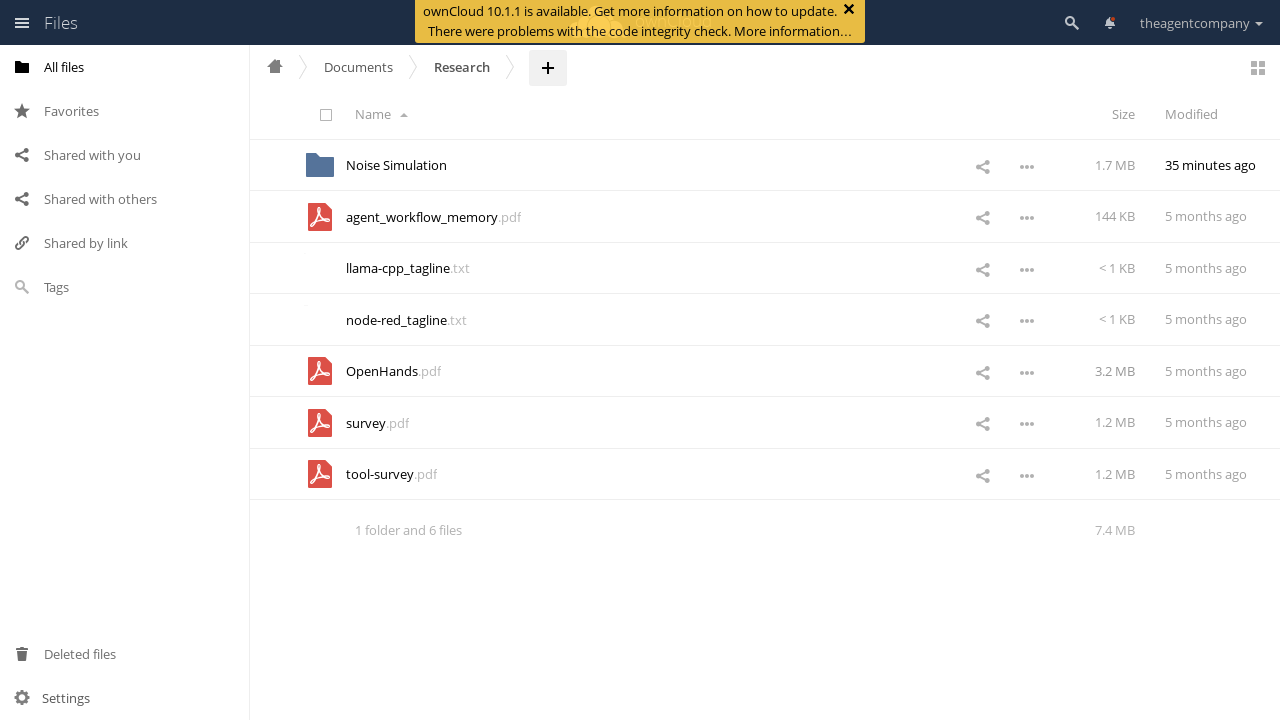 Files
ownCloud 10.1.1 is available. Get more information on how to update.
There were problems with the code integrity check. More information…
theagentcompany
All files
Favorites
Shared with you
Shared with others
Shared by link
Tags
Deleted files
Settings
Documents
Research
Name
Size
Modified
Noise Simulation
1.7 MB
35 minutes ago
agent_workflow_memory.pdf
144 KB
5 months ago
llama-cpp_tagline.txt
< 1 KB
5 months ago
node-red_tagline.txt
< 1 KB
5 months ago
OpenHands.pdf
3.2 MB
5 months ago
survey.pdf
1.2 MB
5 months ago
tool-survey.pdf
1.2 MB
5 months ago
1 folder and 6 files
7.4 MB